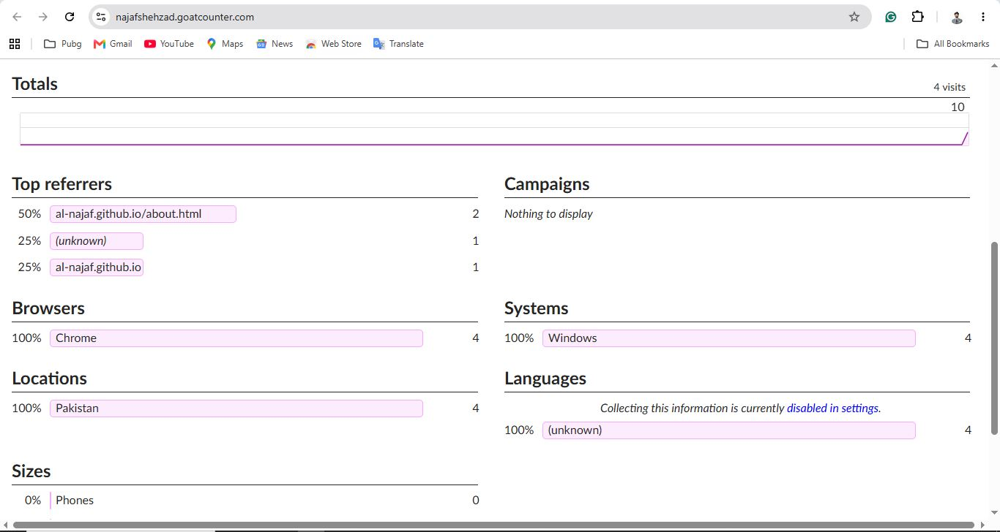 najafshehzad.goatcounter.com
Pubg Gmail YouTube Maps News Web Store Translate All Bookmarks
Totals 4 visits
10
Top referrers
50% al-najaf.github.io/about.html 2
25% (unknown) 1
25% al-najaf.github.io 1
Campaigns
Nothing to display
Browsers
100% Chrome 4
Systems
100% Windows 4
Locations
100% Pakistan 4
Languages
Collecting this information is currently disabled in settings.
100% (unknown) 4
Sizes
0% Phones 0